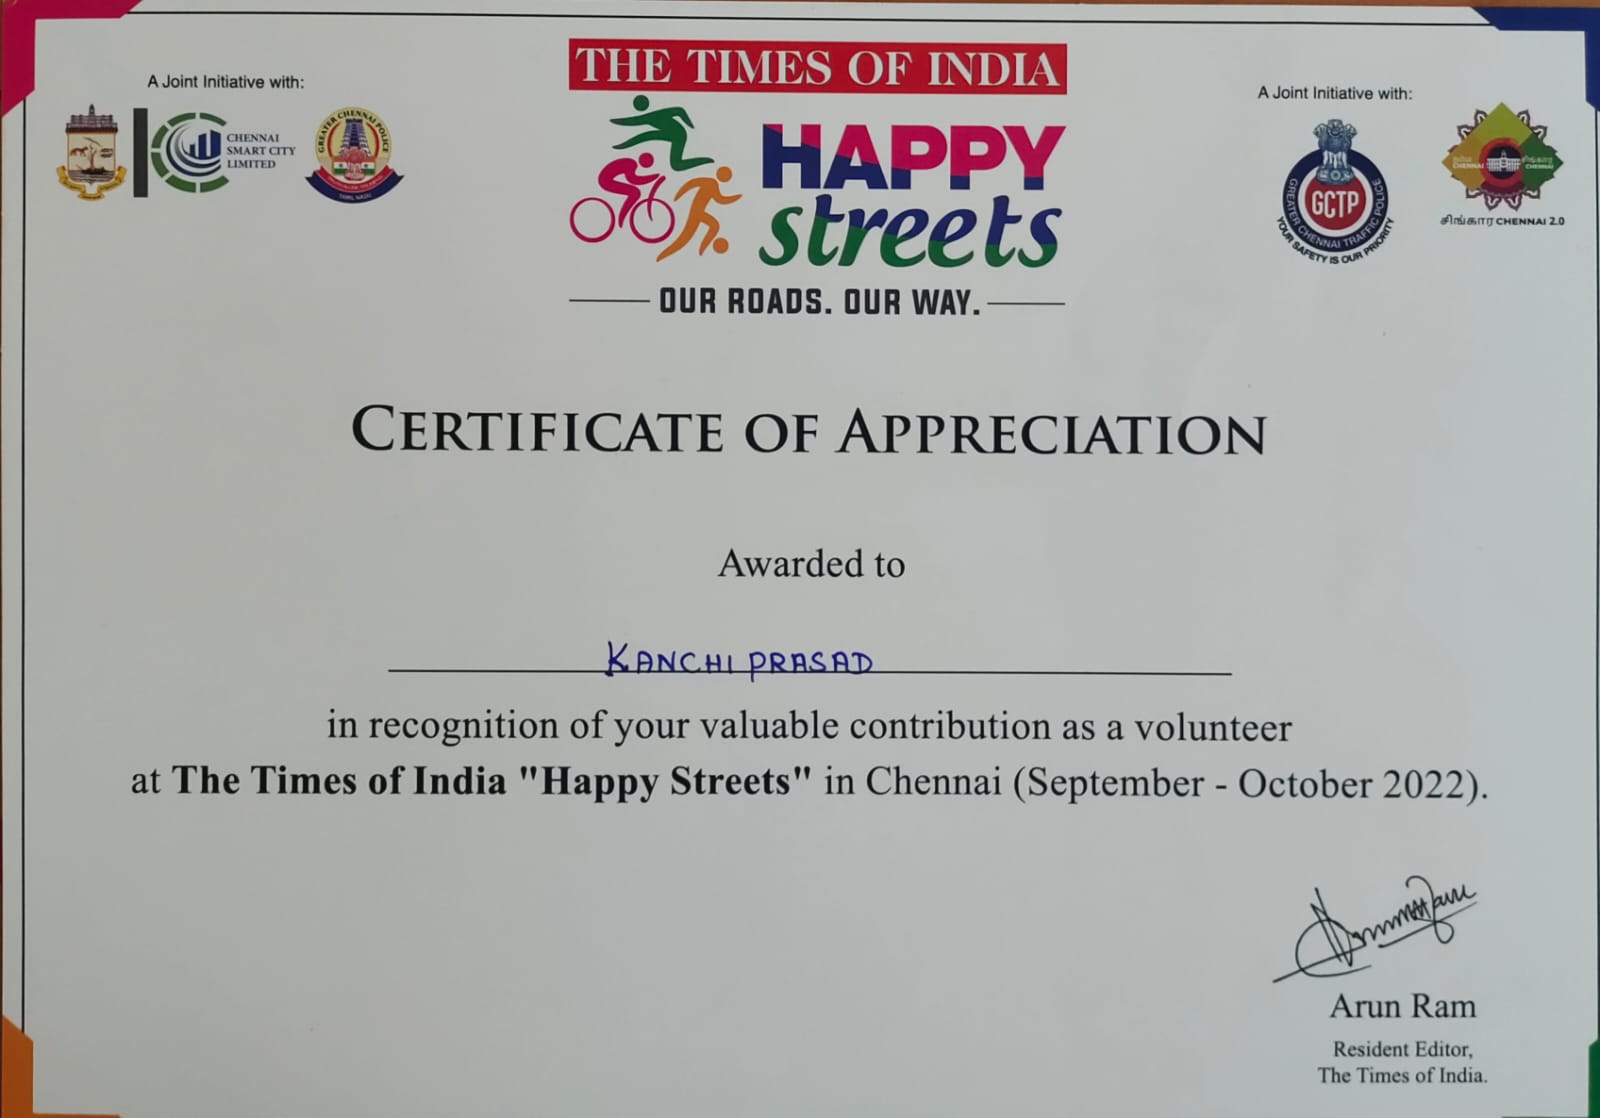 A Joint Initiative with:
CHENNAI
SMART CITY
LIMITED
GREATER CHENNAI POLICE
TAMIL NADU
THE TIMES OF INDIA
HAPPY
streets
OUR ROADS. OUR WAY.
A Joint Initiative with:
GCTP
GREATER CHENNAI TRAFFIC POLICE
YOUR SAFETY IS OUR PRIORITY
சிங்கார CHENNAI 2.0
CERTIFICATE OF APPRECIATION
Awarded to
KANCHI PRASAD
in recognition of your valuable contribution as a volunteer
at The Times of India "Happy Streets" in Chennai (September - October 2022).
Arun Ram
Resident Editor,
The Times of India.